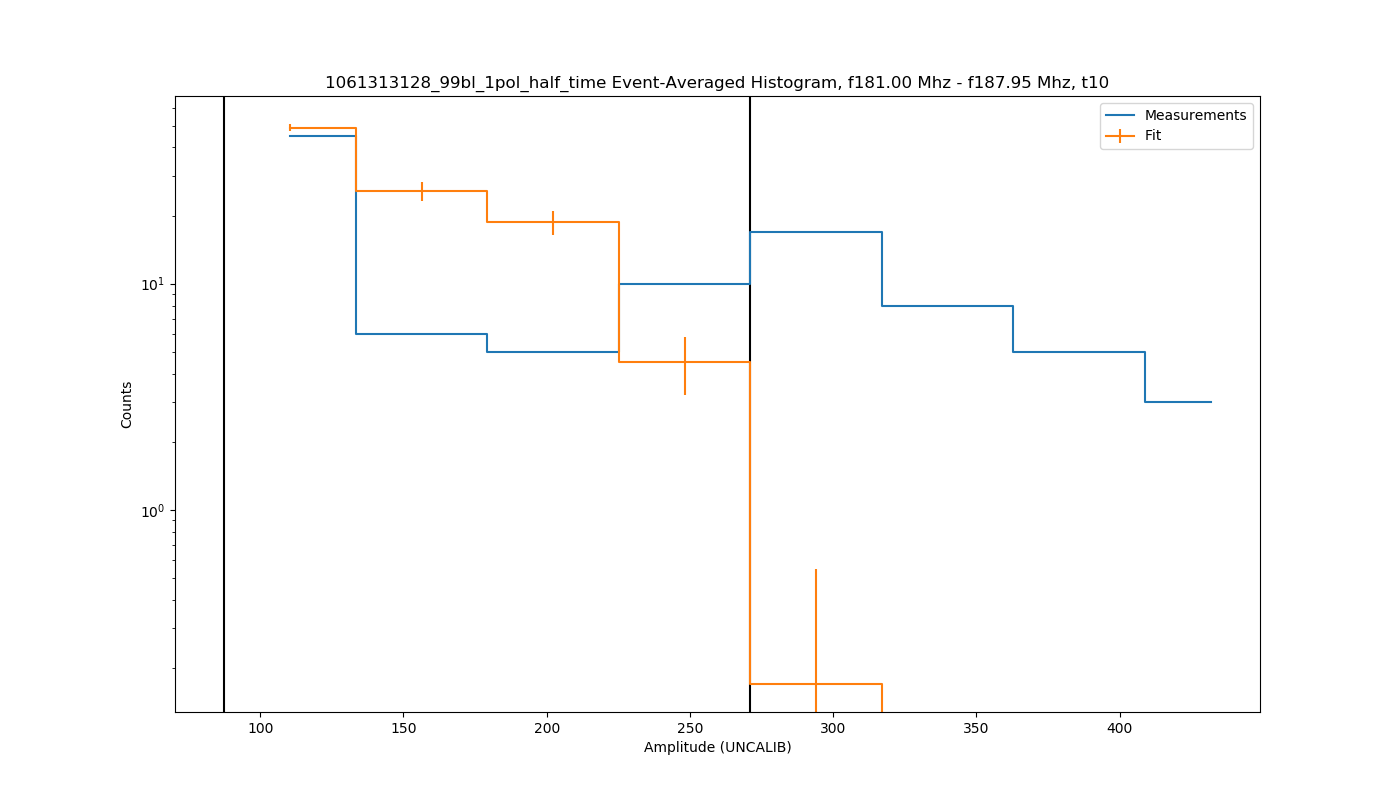 1061313128_99bl_1pol_half_time Event-Averaged Histogram, f181.00 Mhz - f187.95 Mhz, t10
Measurements
Fit
10¹
10⁰
Counts
100 150 200 250 300 350 400
Amplitude (UNCALIB)